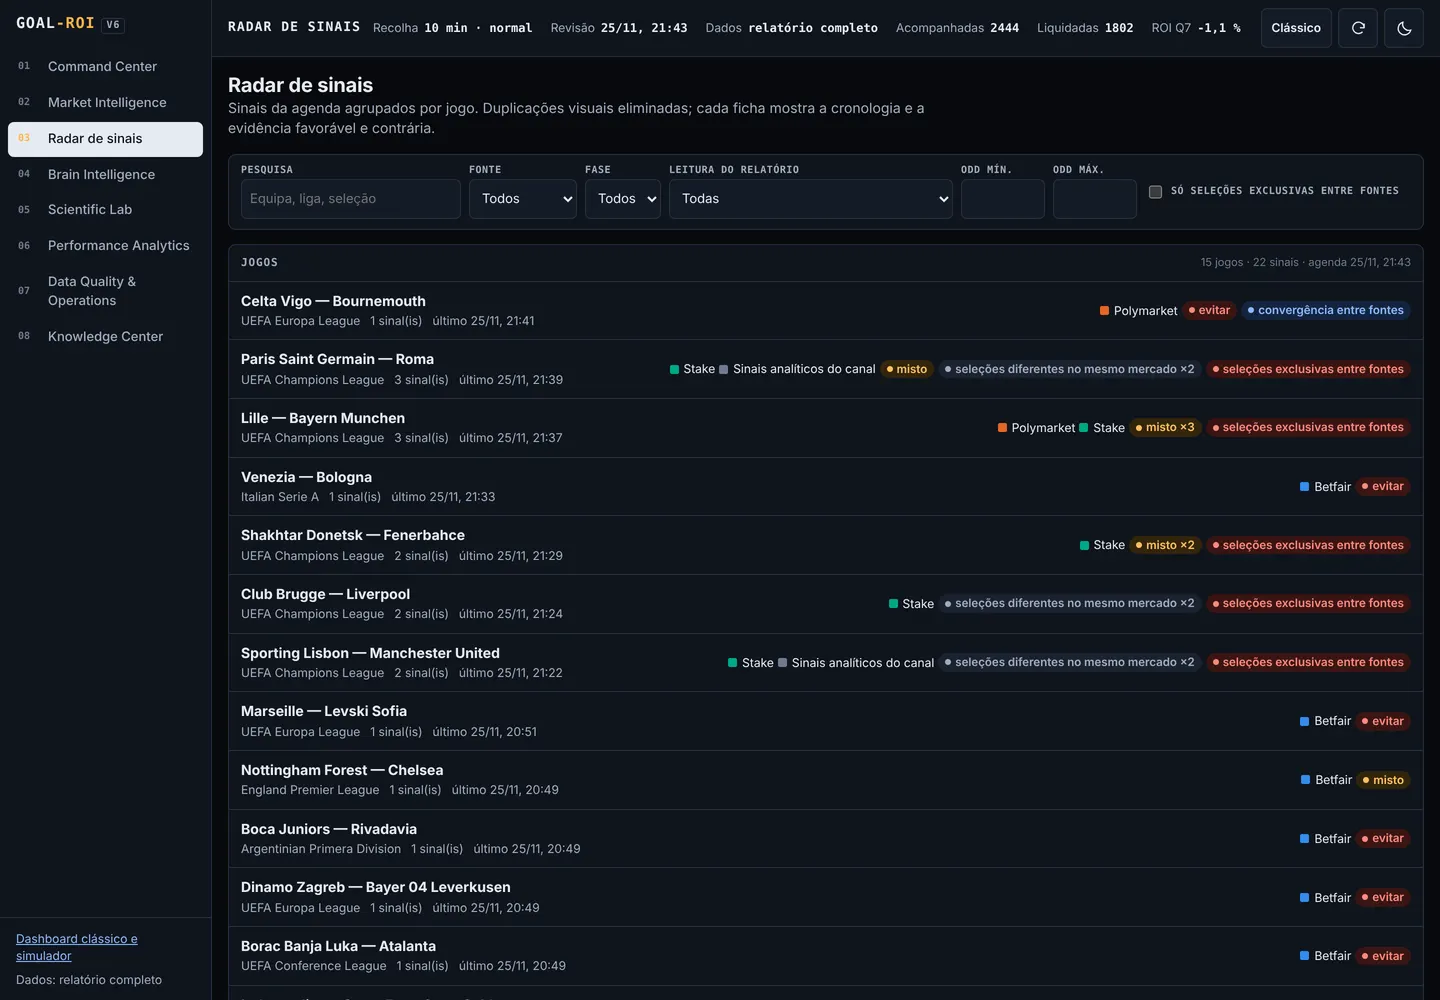 GOAL-ROI V6
01 Command Center
02 Market Intelligence
03 Radar de sinais
04 Brain Intelligence
05 Scientific Lab
06 Performance Analytics
07 Data Quality &
Operations
08 Knowledge Center
Dashboard clássico e
simulador
Dados: relatório completo
RADAR DE SINAIS Recolha 10 min · normal Revisão 25/11, 21:43 Dados relatório completo Acompanhadas 2444 Liquidadas 1802 ROI Q7 -1,1 % Clássico
Radar de sinais
Sinais da agenda agrupados por jogo. Duplicações visuais eliminadas; cada ficha mostra a cronologia e a
evidência favorável e contrária.
PESQUISA FONTE FASE LEITURA DO RELATÓRIO ODD MÍN. ODD MÁX.
Equipa, liga, seleção Todos Todos Todas SÓ SELEÇÕES EXCLUSIVAS ENTRE FONTES
JOGOS 15 jogos · 22 sinais · agenda 25/11, 21:43
Celta Vigo — Bournemouth
UEFA Europa League 1 sinal(is) último 25/11, 21:41
Polymarket evitar convergência entre fontes
Paris Saint Germain — Roma
UEFA Champions League 3 sinal(is) último 25/11, 21:39
Stake Sinais analíticos do canal misto seleções diferentes no mesmo mercado ×2 seleções exclusivas entre fontes
Lille — Bayern Munchen
UEFA Champions League 3 sinal(is) último 25/11, 21:37
Polymarket Stake misto ×3 seleções exclusivas entre fontes
Venezia — Bologna
Italian Serie A 1 sinal(is) último 25/11, 21:33
Betfair evitar
Shakhtar Donetsk — Fenerbahce
UEFA Champions League 2 sinal(is) último 25/11, 21:29
Stake misto ×2 seleções exclusivas entre fontes
Club Brugge — Liverpool
UEFA Champions League 2 sinal(is) último 25/11, 21:24
Stake seleções diferentes no mesmo mercado ×2 seleções exclusivas entre fontes
Sporting Lisbon — Manchester United
UEFA Champions League 2 sinal(is) último 25/11, 21:22
Stake Sinais analíticos do canal seleções diferentes no mesmo mercado ×2 seleções exclusivas entre fontes
Marseille — Levski Sofia
UEFA Europa League 1 sinal(is) último 25/11, 20:51
Betfair evitar
Nottingham Forest — Chelsea
England Premier League 1 sinal(is) último 25/11, 20:49
Betfair misto
Boca Juniors — Rivadavia
Argentinian Primera Division 1 sinal(is) último 25/11, 20:49
Betfair evitar
Dinamo Zagreb — Bayer 04 Leverkusen
UEFA Europa League 1 sinal(is) último 25/11, 20:49
Betfair evitar
Borac Banja Luka — Atalanta
UEFA Conference League 1 sinal(is) último 25/11, 20:49
Betfair evitar